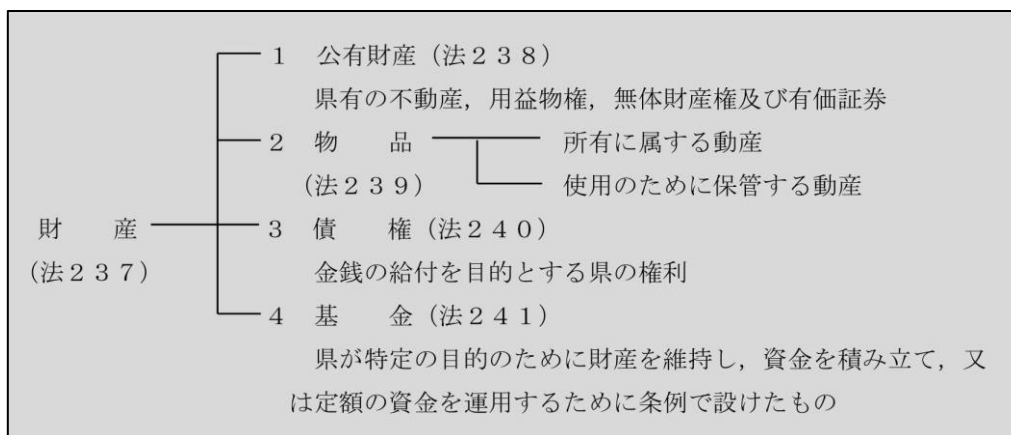 1 公有財産（法２３８）
県有の不動産，用益物権，無体財産権及び有価証券
2 物　　品　所有に属する動産
（法２３９）　使用のために保管する動産
財　　産　3 債　　権（法２４０）
（法２３７）　金銭の給付を目的とする県の権利
4 基　　金（法２４１）
県が特定の目的のために財産を維持し，資金を積み立て，又
は定額の資金を運用するために条例で設けたもの